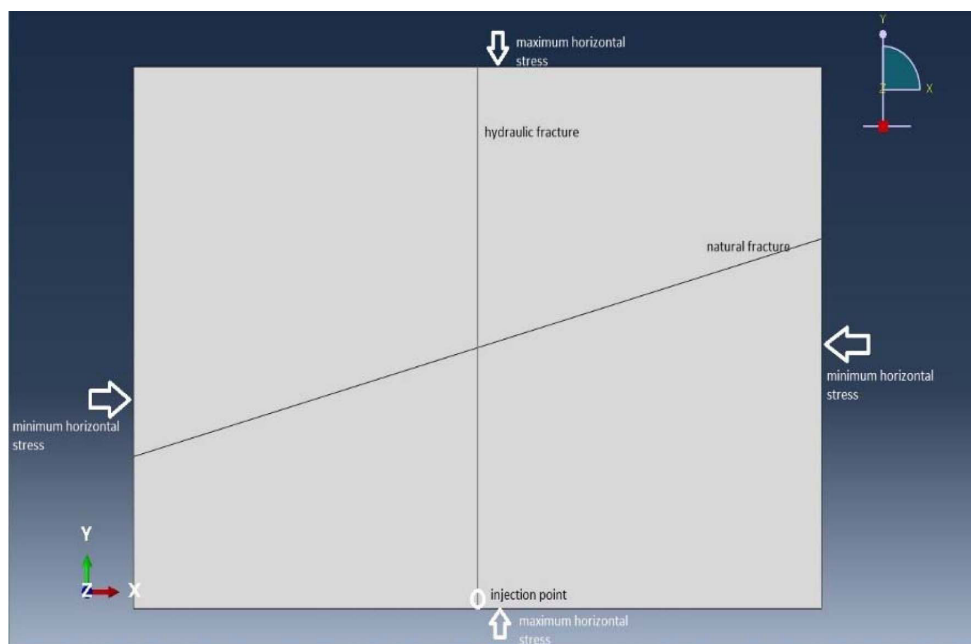 maximum horizontal
stress
Y
Z
X
hydraulic fracture
natural fracture
minimum horizontal
stress
minimum horizontal
stress
Y
Z
X
injection point
maximum horizontal
stress